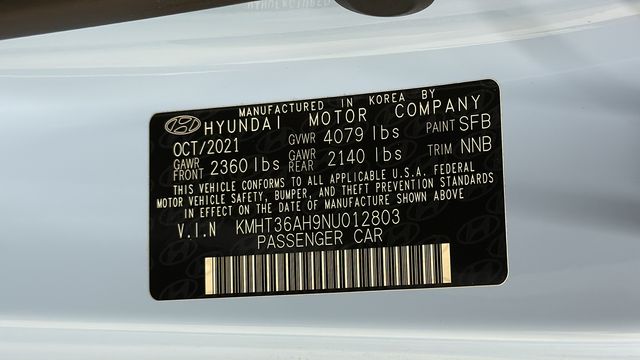 MANUFACTURED IN KOREA BY
HYUNDAI MOTOR COMPANY
OCT/2021 GVWR 4079 lbs PAINT SFB
GAWR FRONT 2360 lbs GAWR REAR 2140 lbs TRIM NNB
THIS VEHICLE CONFORMS TO ALL APPLICABLE U.S.A. FEDERAL
MOTOR VEHICLE SAFETY, BUMPER, AND THEFT PREVENTION STANDARDS
IN EFFECT ON THE DATE OF MANUFACTURE SHOWN ABOVE
V.I.N KMHT36AH9NU012803
PASSENGER CAR